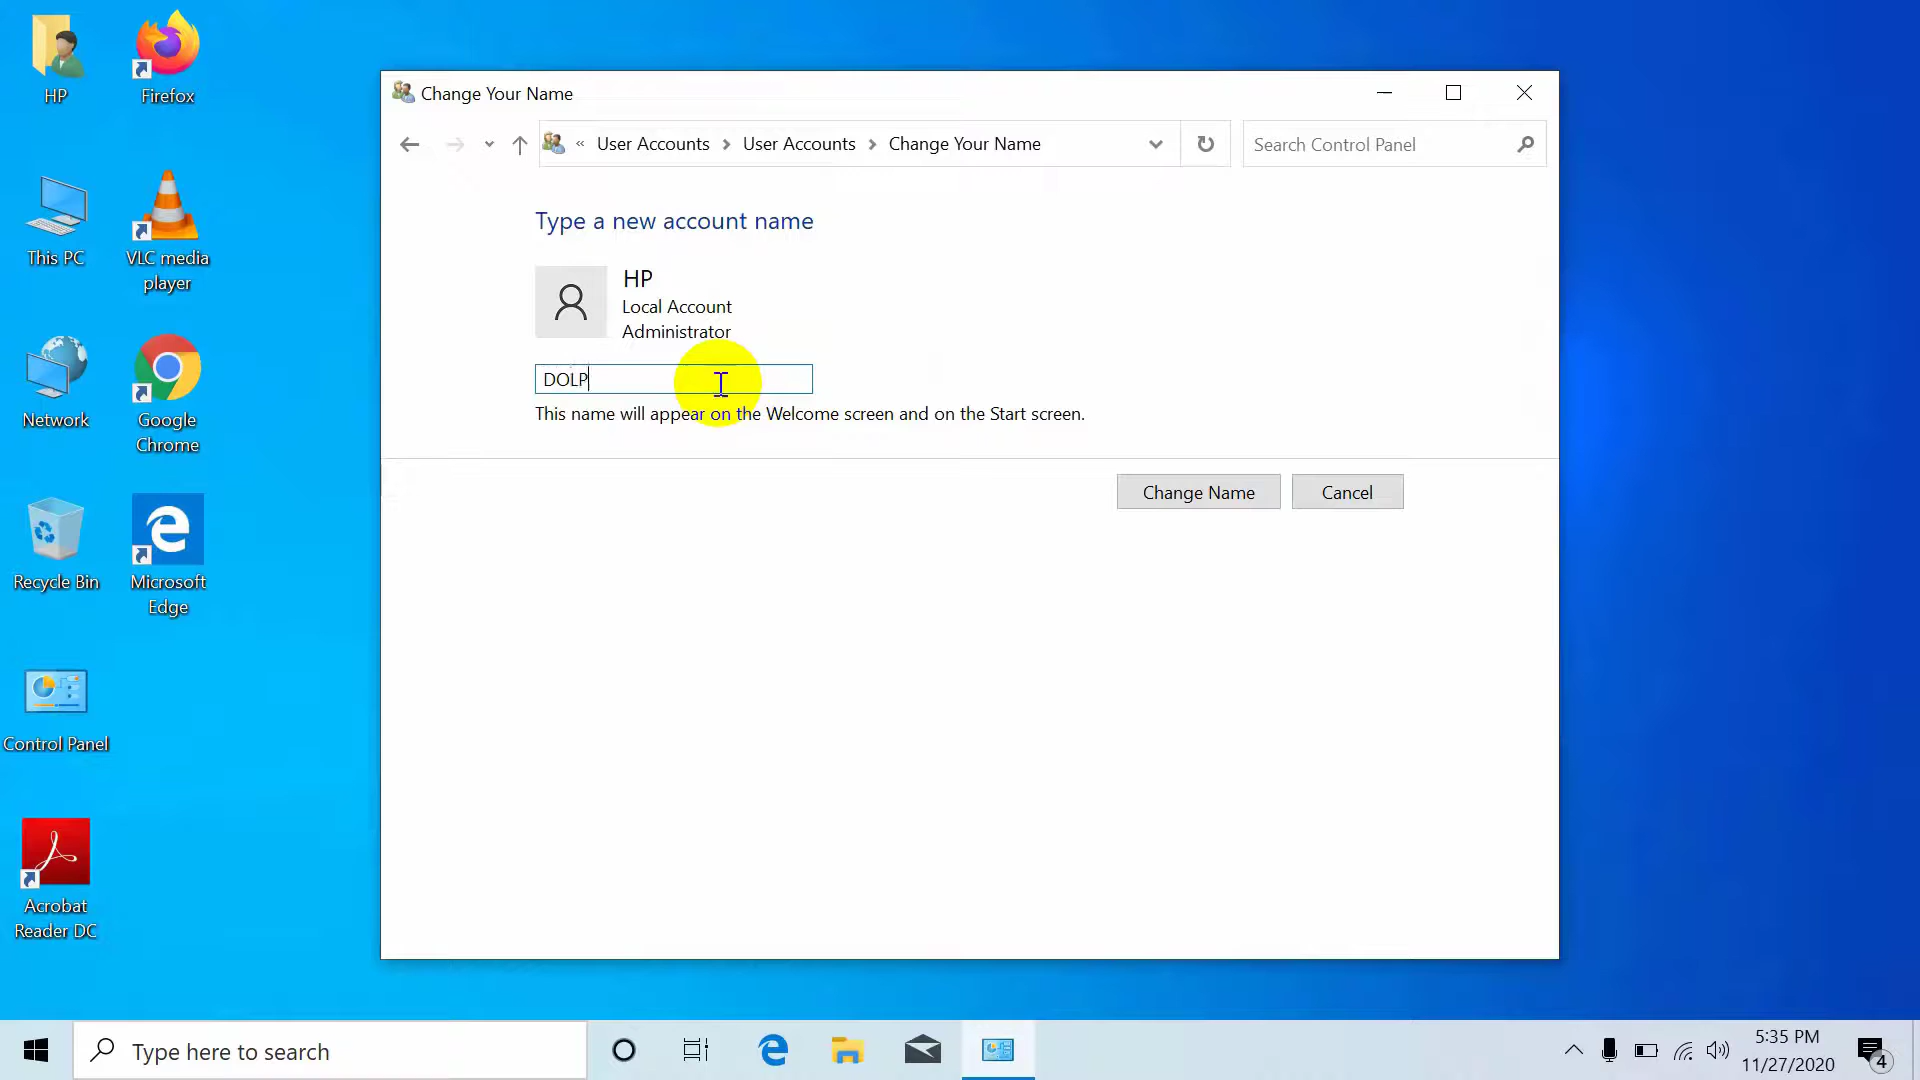 HP
Firefox
This PC
VLC media
player
Network
Google
Chrome
Recycle Bin
Microsoft
Edge
Control Panel
Acrobat
Reader DC
Change Your Name
« User Accounts > User Accounts > Change Your Name
Search Control Panel
Type a new account name
HP
Local Account
Administrator
DOLP
This name will appear on the Welcome screen and on the Start screen.
Change Name
Cancel
Type here to search
5:35 PM
11/27/2020
4